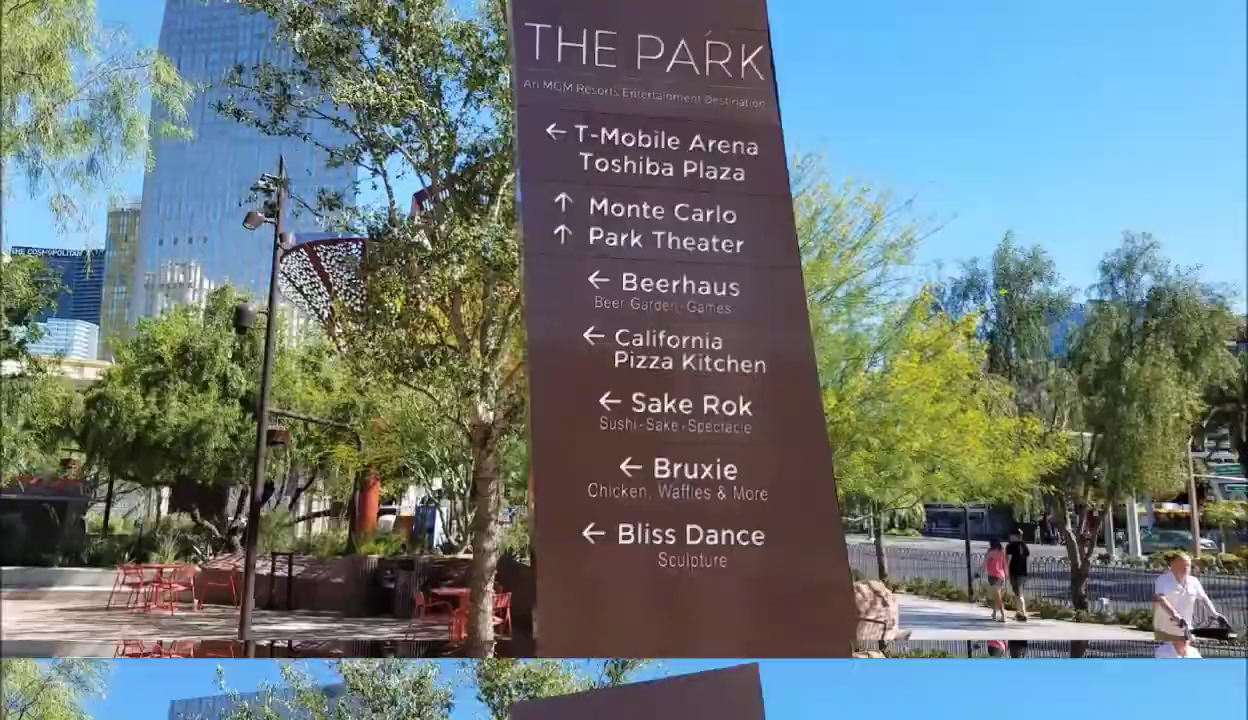 THE PARK
An MGM Resorts Entertainment Destination
← T-Mobile Arena
Toshiba Plaza
↑ Monte Carlo
↑ Park Theater
← Beerhaus
Beer Garden·Games
← California
Pizza Kitchen
← Sake Rok
Sushi·Sake·Spectacle
← Bruxie
Chicken, Waffles & More
← Bliss Dance
Sculpture
THE COSMOPOLITAN